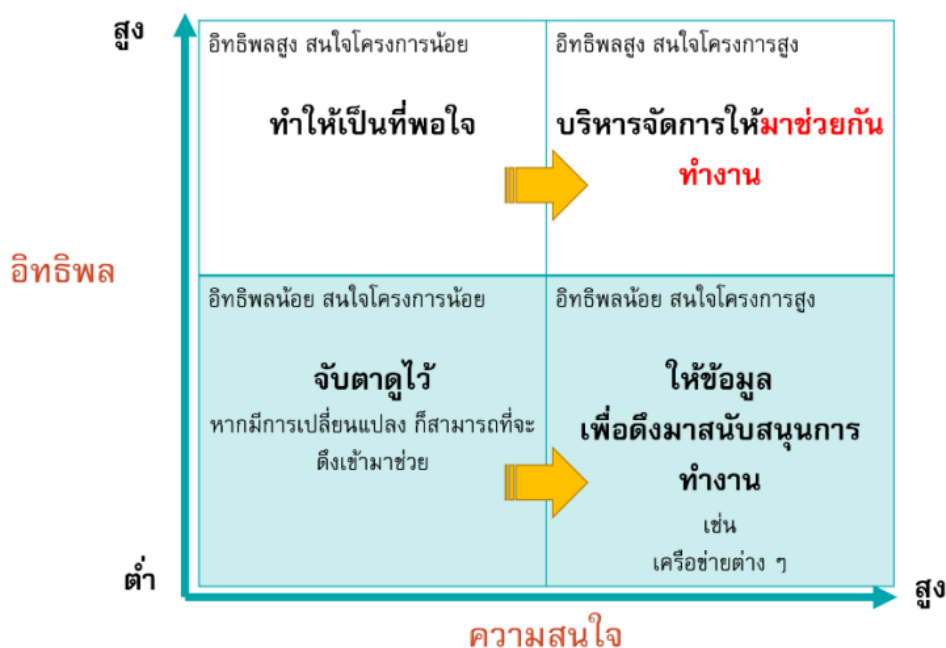 สูง
อิทธิพลสูง สนใจโครงการน้อย
ทำให้เป็นที่พอใจ
อิทธิพลสูง สนใจโครงการสูง
บริหารจัดการให้มาช่วยกัน
ทำงาน
อิทธิพล
อิทธิพลน้อย สนใจโครงการน้อย
จับตาดูไว้
หากมีการเปลี่ยนแปลง ก็สามารถที่จะ
ดึงเข้ามาช่วย
อิทธิพลน้อย สนใจโครงการสูง
ให้ข้อมูล
เพื่อดึงมาสนับสนุนการ
ทำงาน
เช่น
เครือข่ายต่าง ๆ
ต่ำ
สูง
ความสนใจ